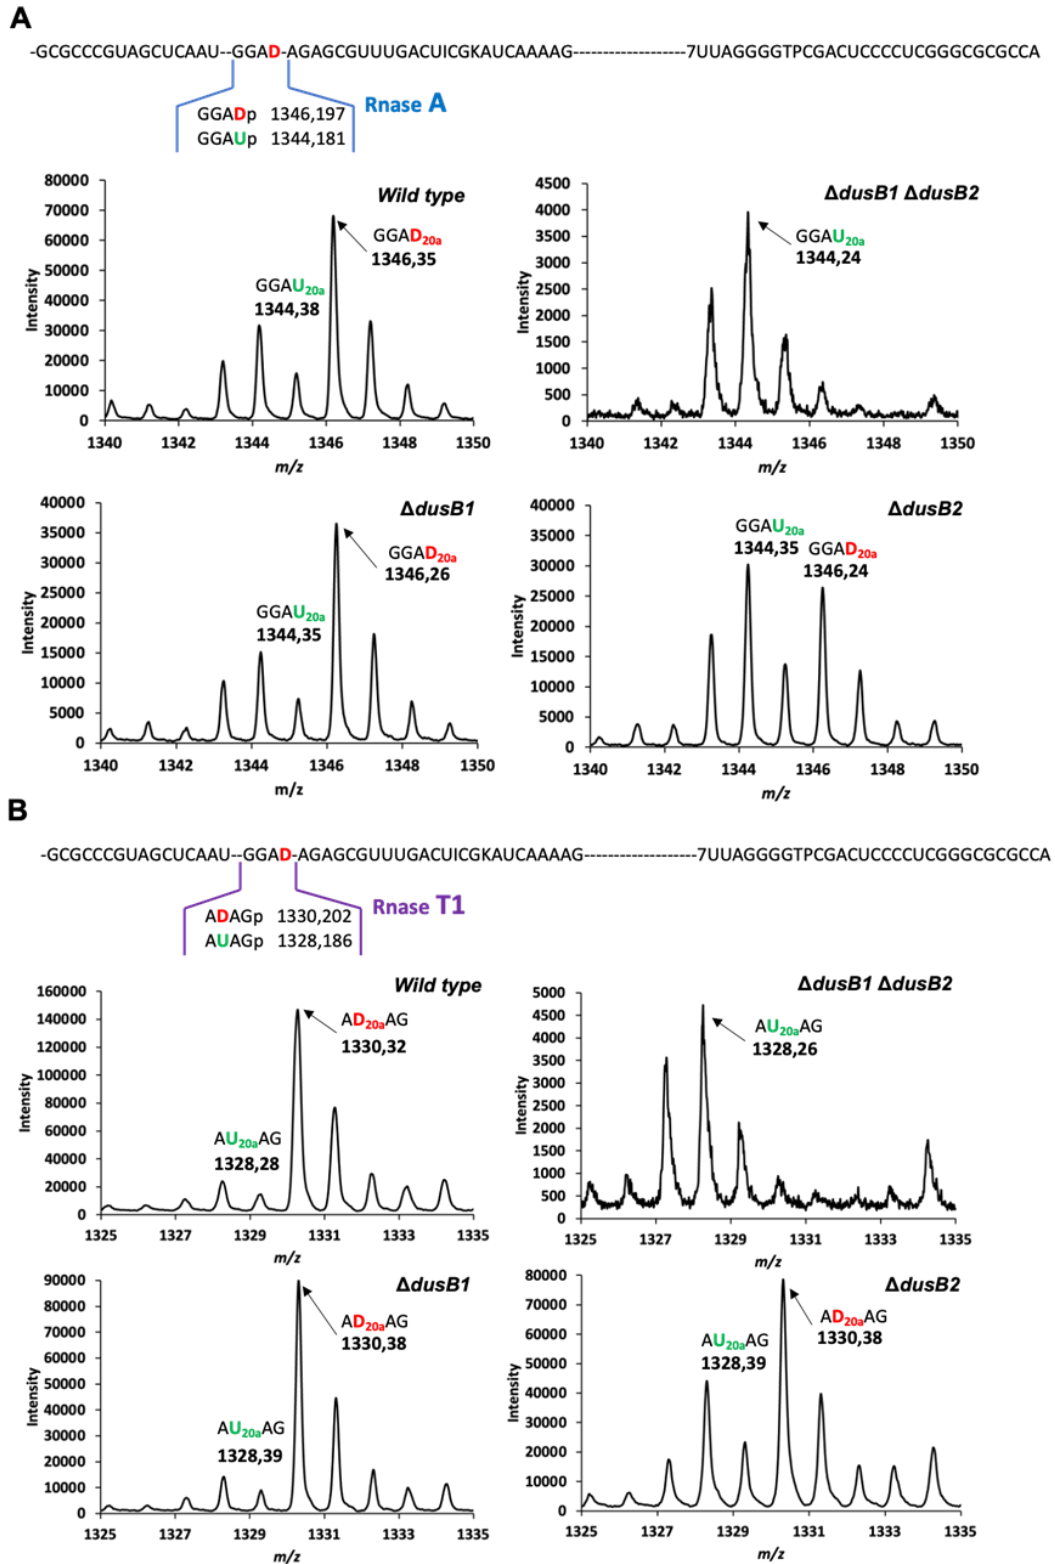 A
-GCGCCCGUAGCUCAAU--GGAD-AGAGCGUUUGACUICGKAUCAAAAG------------------7UUAGGGGTPCGACUCCCCUCGGGCGCGCCA
Rnase A
GGADp 1346,197
GGAUp 1344,181
Wild type
80000
70000
60000
50000
40000
30000
20000
10000
0
Intensity
GGAD20a
1346,35
GGAU20a
1344,38
1340 1342 1344 1346 1348 1350
m/z
ΔdusB1 ΔdusB2
4500
4000
3500
3000
2500
2000
1500
1000
500
0
Intensity
GGAU20a
1344,24
1340 1342 1344 1346 1348 1350
m/z
ΔdusB1
40000
35000
30000
25000
20000
15000
10000
5000
0
Intensity
GGAD20a
1346,26
GGAU20a
1344,35
1340 1342 1344 1346 1348 1350
m/z
ΔdusB2
40000
35000
30000
25000
20000
15000
10000
5000
0
Intensity
GGAU20a
1344,35
GGAD20a
1346,24
1340 1342 1344 1346 1348 1350
m/z
B
-GCGCCCGUAGCUCAAU--GGAD-AGAGCGUUUGACUICGKAUCAAAAG------------------7UUAGGGGTPCGACUCCCCUCGGGCGCGCCA
Rnase T1
ADAGp 1330,202
AUAGp 1328,186
Wild type
160000
140000
120000
100000
80000
60000
40000
20000
0
Intensity
AD20aAG
1330,32
AU20aAG
1328,28
1325 1327 1329 1331 1333 1335
m/z
ΔdusB1 ΔdusB2
5000
4500
4000
3500
3000
2500
2000
1500
1000
500
0
Intensity
AU20aAG
1328,26
1325 1327 1329 1331 1333 1335
m/z
ΔdusB1
90000
80000
70000
60000
50000
40000
30000
20000
10000
0
Intensity
AD20aAG
1330,38
AU20aAG
1328,39
1325 1327 1329 1331 1333 1335
m/z
ΔdusB2
80000
70000
60000
50000
40000
30000
20000
10000
0
Intensity
AD20aAG
1330,38
AU20aAG
1328,39
1325 1327 1329 1331 1333 1335
m/z